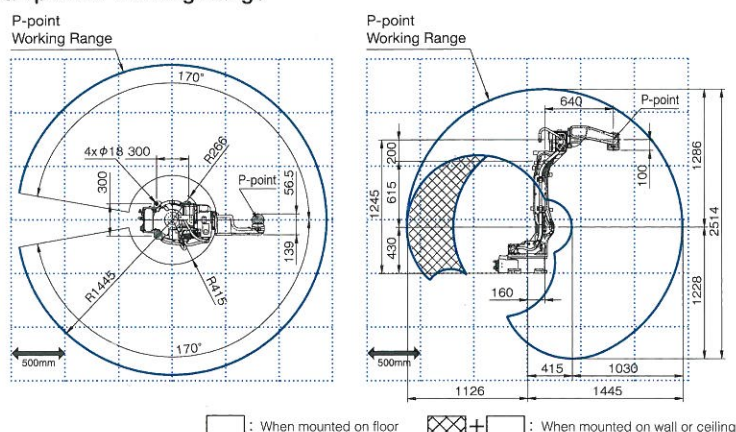 P-point
Working Range
170°
4xφ18 300
R266
300
P-point
56.5
139
R1445
R415
170°
500mm
P-point
Working Range
640
P-point
200
100
1286
1245
615
2514
430
160
1228
500mm
415
1030
1126
1445
: When mounted on floor
+
: When mounted on wall or ceiling